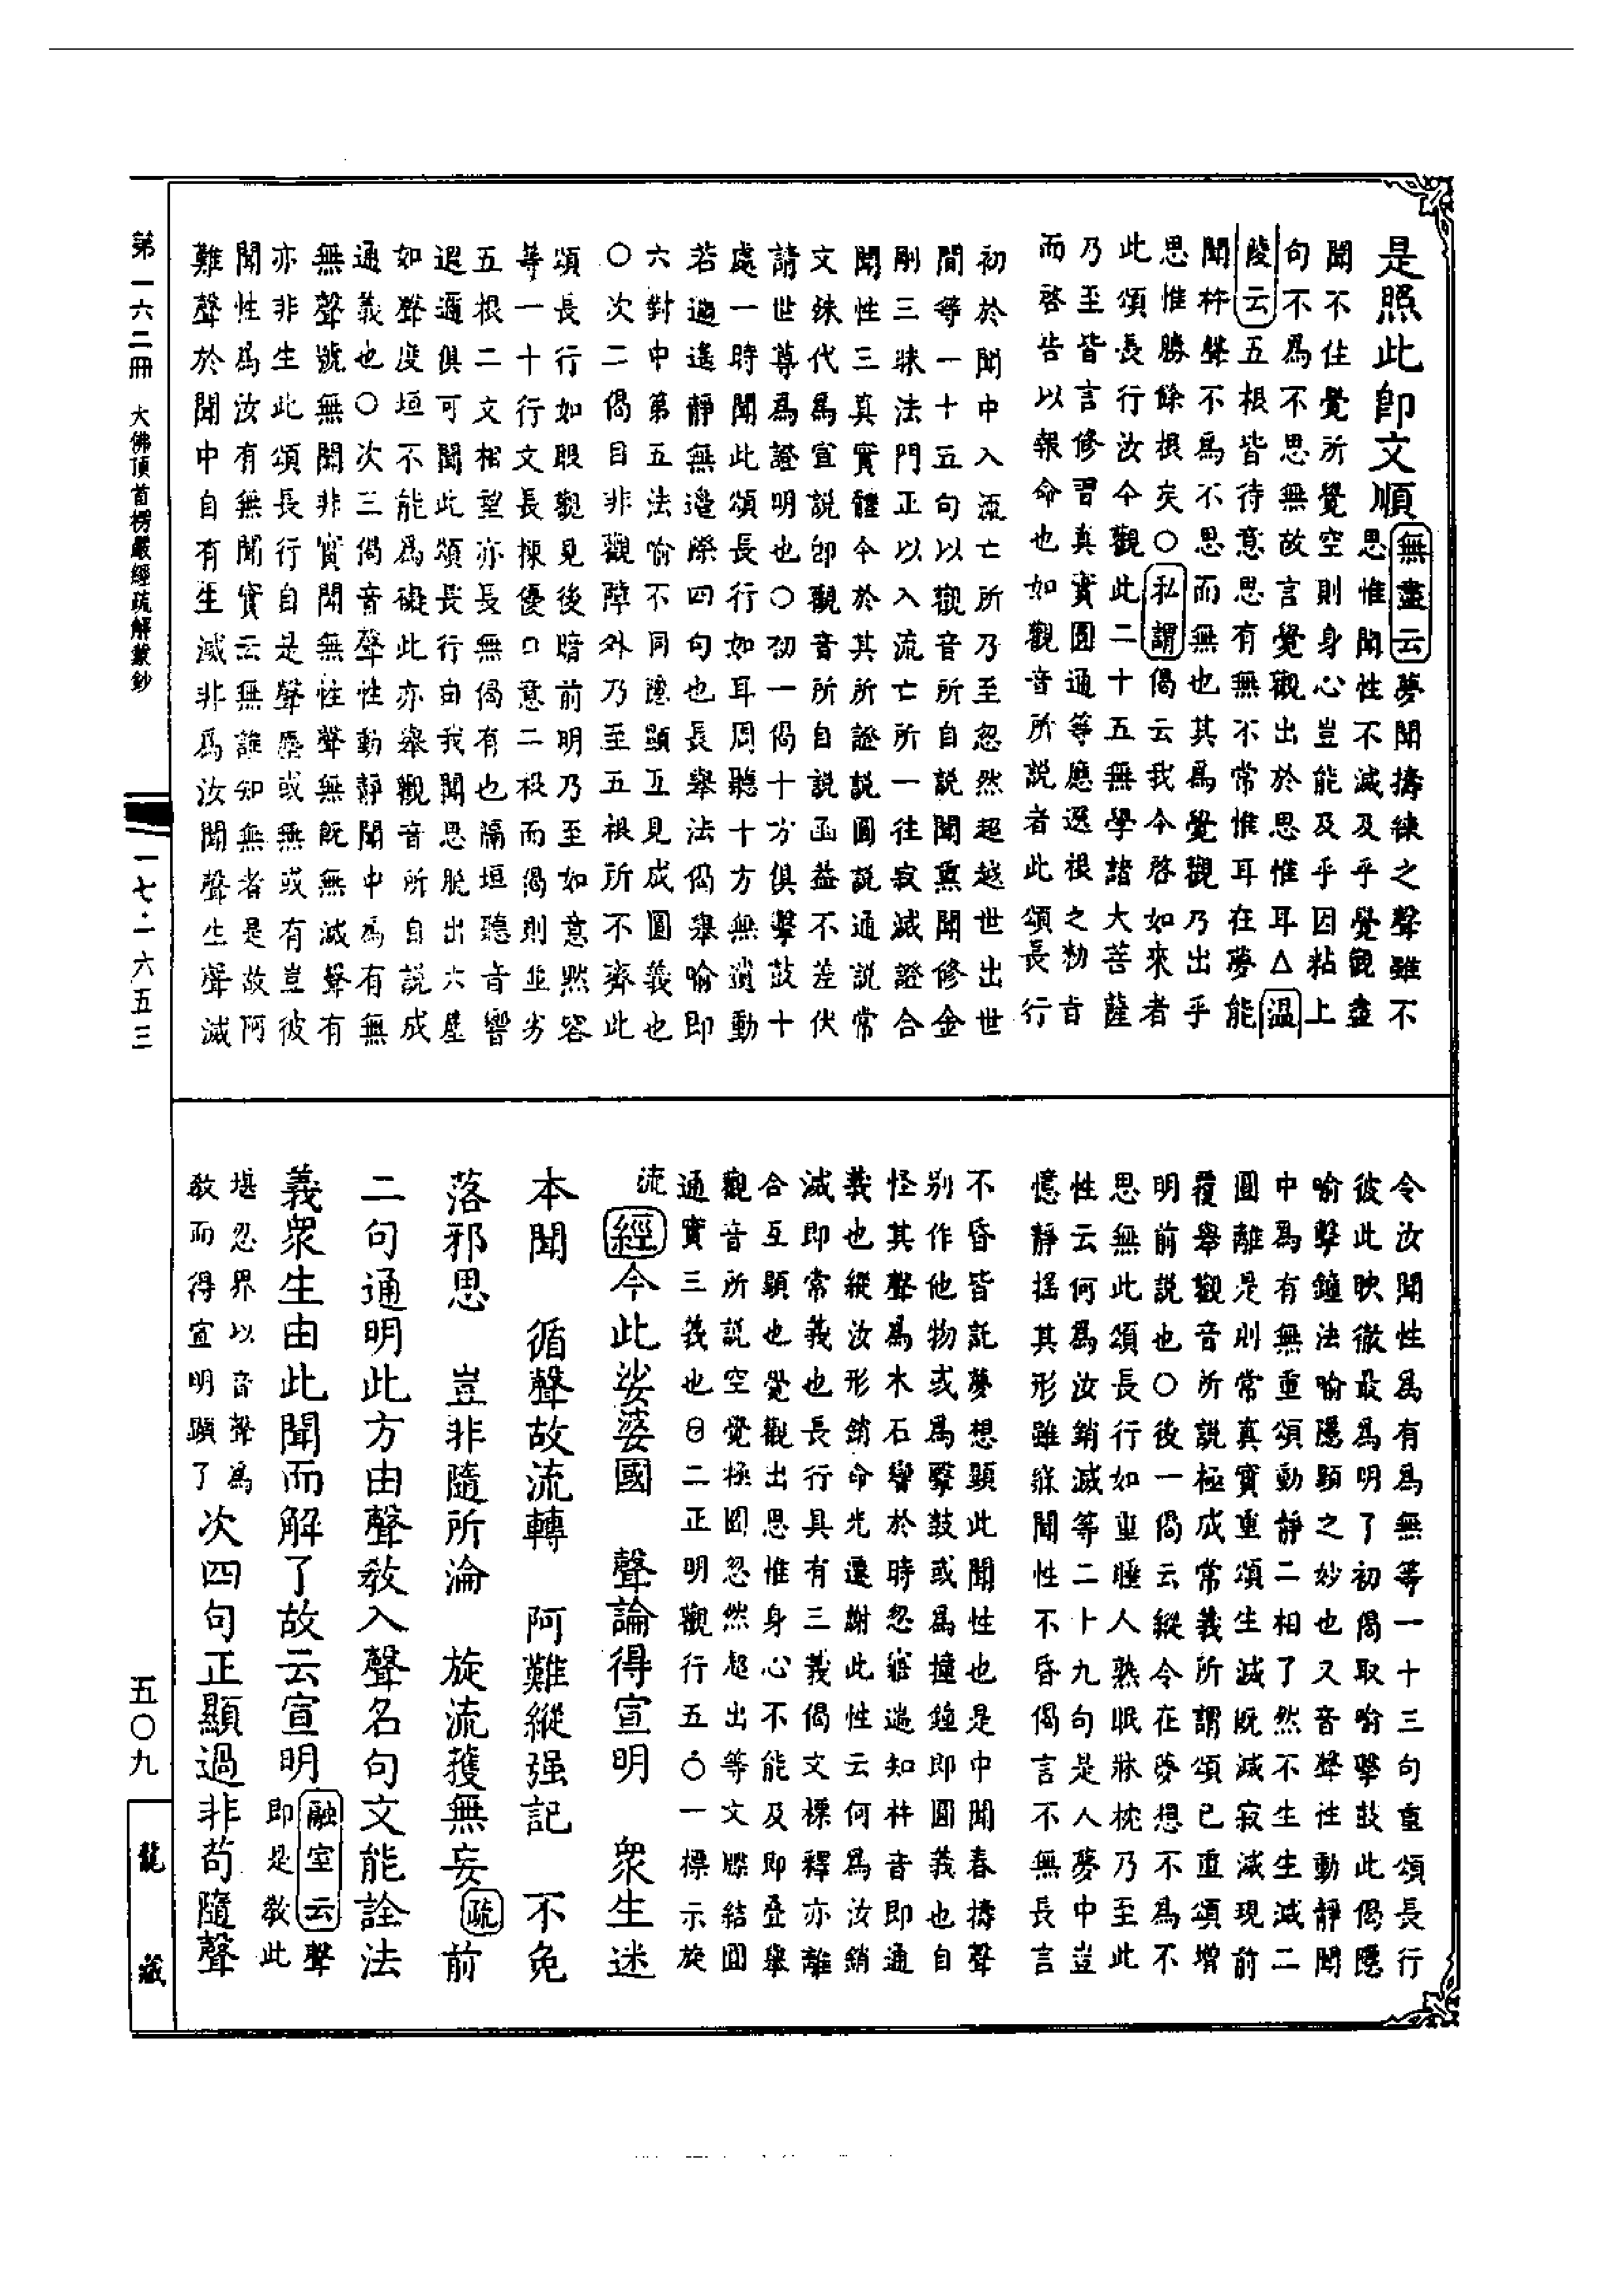 是照此即文順無盡云夢聞擣練之聲雖不
思惟聞性不滅及乎覺觀盡
聞不住覺所覺空則身心豈能及乎因粘上
句不為不思無故言覺觀出於思惟耳△温
陵云五根皆待意思有無不常惟耳在夢能
聞杵聲不為不思而無也其為覺觀乃出乎
思惟勝餘根矣○私謂偈云我今啓如來者
此頌長行汝今觀此二十五無學諸大菩薩
乃至皆言修習真實圓通等應選根之勑旨
而啓告以報命也如觀音所說者此頌長行
初於聞中入流亡所乃至忽然超越世出世
間等一十五句以觀音所自說聞熏聞修金
剛三昧法門正以入流亡所一往寂滅證合
聞性三真實體今於其所證說圓說通說常
文殊代為宣說即觀音所自說函葢不差伏
請世尊為證明也○初一偈十方俱擊鼓十
處一時聞此頌長行如耳周聽十方無遺動
若邇遙靜無邊際四句也長舉法偈舉喻即
六對中第五法喻不同隱顯互見成圓義也
○次二偈目非觀障外乃至五根所不齊此
頌長行如眼觀見後暗前明乃至如意默容
等一十行文長揀優口意二根而偈則並劣
五根二文相望亦長無偈有也隔垣聽音響
遐邇俱可聞此頌長行由我聞思脫出六塵
如聲度垣不能為礙此亦舉觀音所自說成
通義也○次三偈音聲性動靜聞中為有無
無聲號無聞非實聞無性聲無既無滅聲有
亦非生此頌長行自是聲塵或無或有豈彼
聞性為汝有無聞實云無誰知無者是故阿
難聲於聞中自有生滅非為汝聞聲生聲滅
令汝聞性為有為無等一十三句重頌長行
彼此映徹最為明了初偈取喻擊鼓此偈隱
喻擊鐘法喻隱顯之妙也又音聲性動靜聞
中為有無重頌動靜二相了然不生生滅二
圓離是則常真實重頌生滅既滅寂滅現前
覆舉觀音所說極成常義所謂頌已重頌增
明前說也○後一偈云縱令在夢想不為不
思無此頌長行如重睡人熟眠牀枕乃至此
性云何為汝銷滅等二十九句是人夢中豈
憶靜搖其形雖寐聞性不昏偈言不無長言
不昏皆託夢想顯此聞性也是中聞舂擣聲
別作他物或為擊鼓或為撞鐘即圓義也自
怪其聲為木石響於時忽寤遄知杵音即通
義也縱汝形銷命光遷謝此性云何為汝銷
滅即常義也長行具有三義偈文標釋亦離
合互顯也覺觀出思惟身心不能及即叠舉
觀音所說空覺極圓忽然超出等文牒結圓
通實三義也⊖二正明觀行五○一標示旋
流
經今此娑婆國　聲論得宣明　眾生迷
本聞　循聲故流轉　阿難縱强記　不免
落邪思　豈非隨所淪　旋流獲無妄疏前
二句通明此方由聲敎入聲名句文能詮法
義衆生由此聞而解了故云宣明融室云聲
即是敎此
堪忍界以音聲為
敎而得宣明顯了次四句正顯過非苟隨聲
第一六二冊　大佛頂首楞嚴經疏解蒙鈔
一七二六五三
五〇九
龍藏